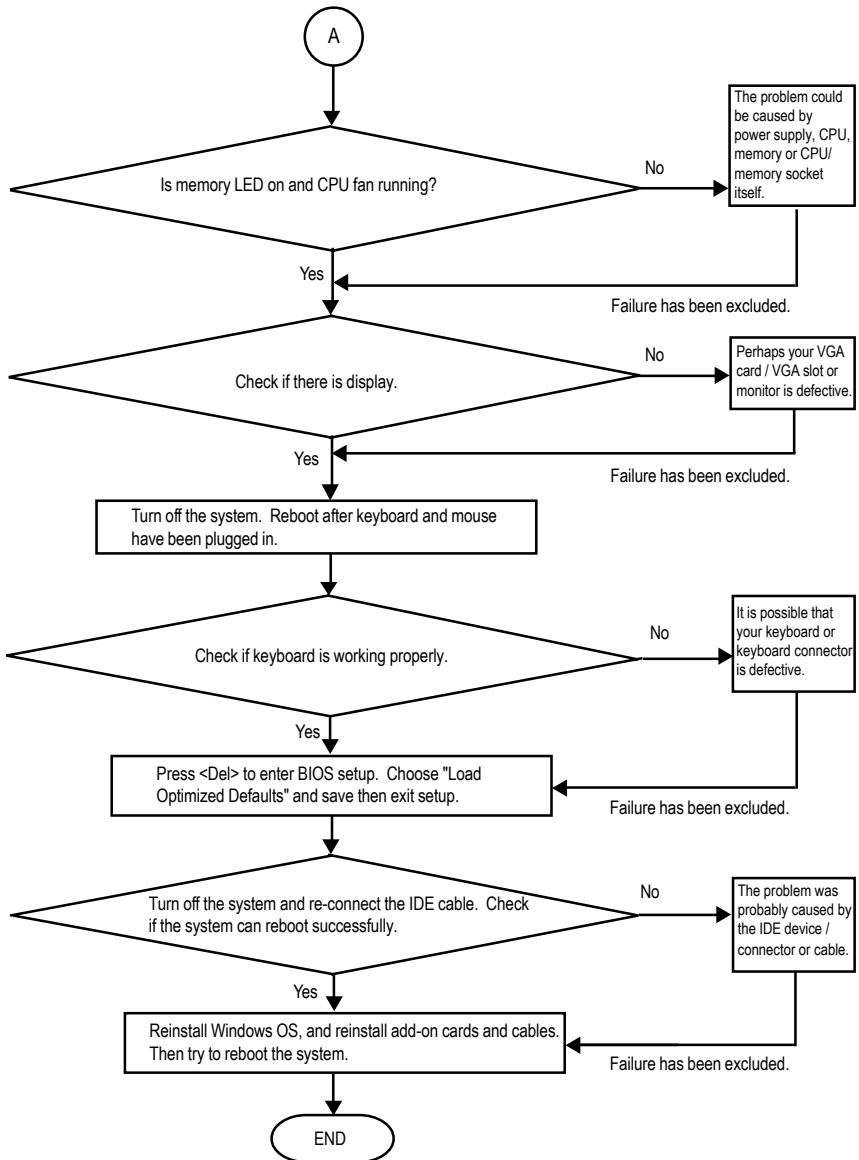 A
Is memory LED on and CPU fan running?
No
The problem could
be caused by
power supply, CPU,
memory or CPU/
memory socket
itself.
Yes
Failure has been excluded.
Check if there is display.
No
Perhaps your VGA
card / VGA slot or
monitor is defective.
Yes
Failure has been excluded.
Turn off the system. Reboot after keyboard and mouse
have been plugged in.
Check if keyboard is working properly.
No
It is possible that
your keyboard or
keyboard connector
is defective.
Yes
Press <Del> to enter BIOS setup. Choose "Load
Optimized Defaults" and save then exit setup.
Failure has been excluded.
Turn off the system and re-connect the IDE cable. Check
if the system can reboot successfully.
No
The problem was
probably caused by
the IDE device /
connector or cable.
Yes
Reinstall Windows OS, and reinstall add-on cards and cables.
Then try to reboot the system.
Failure has been excluded.
END